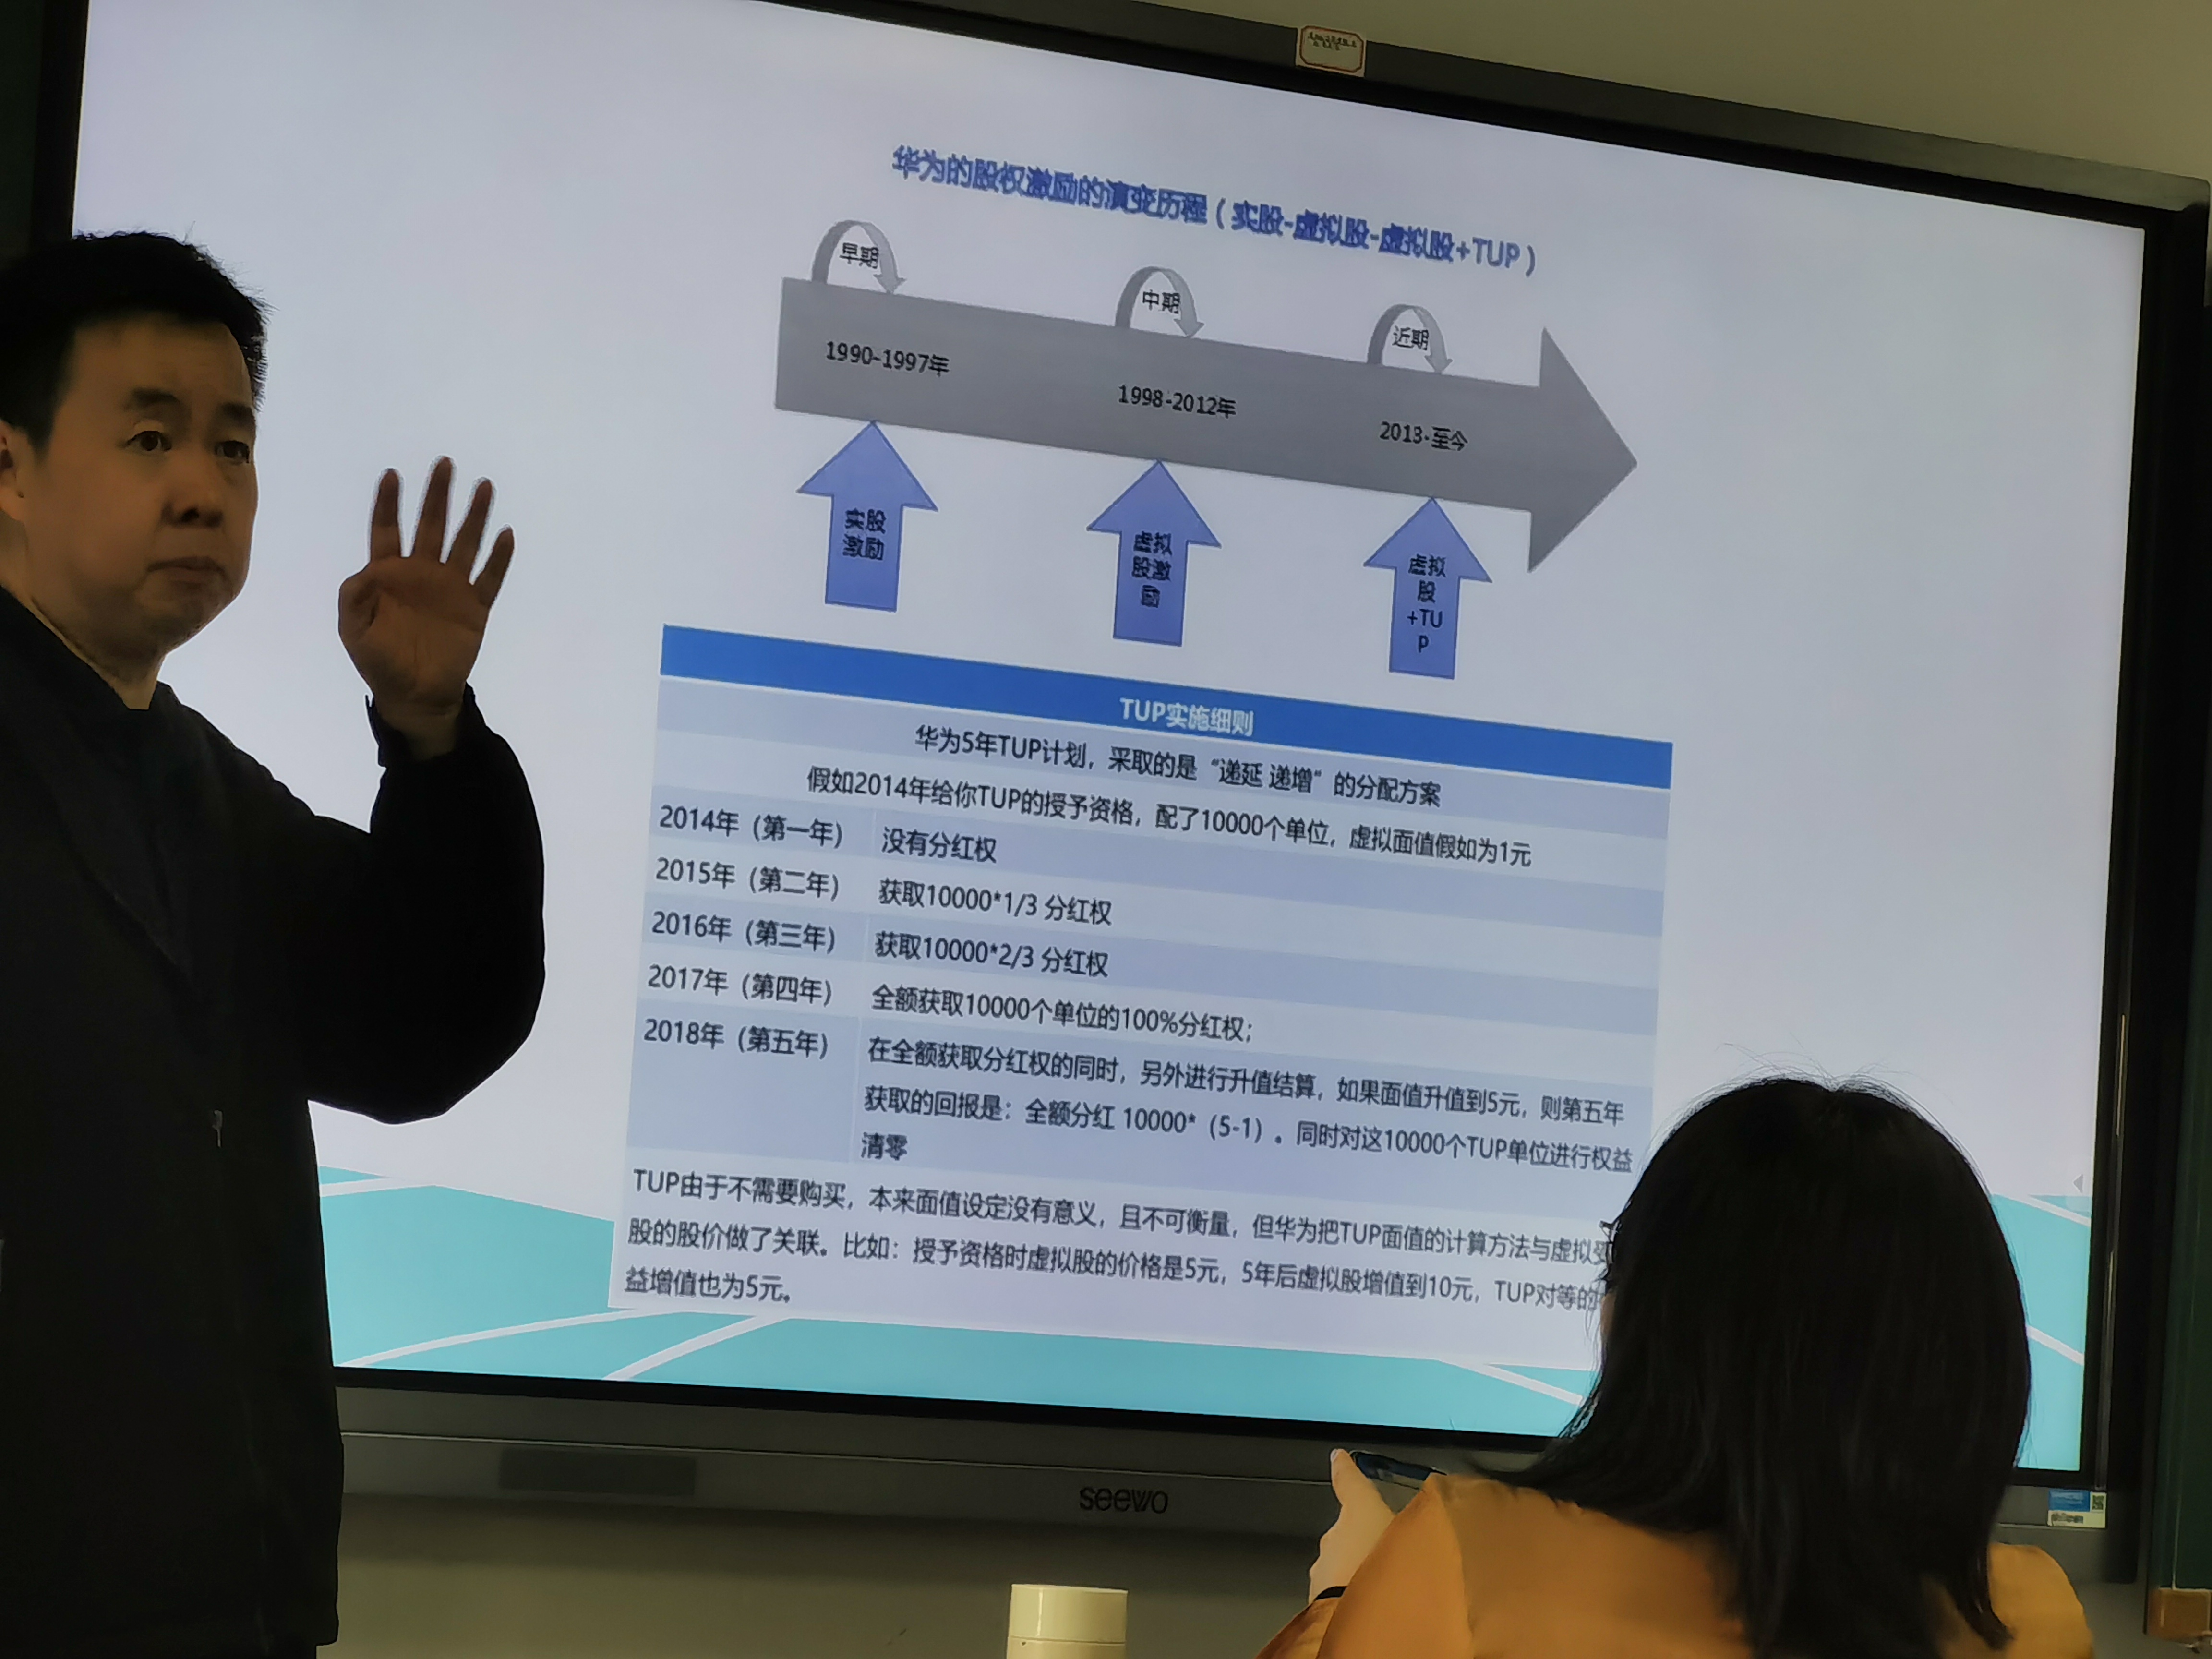 华为的股权激励的演变历程（实股-虚拟股-虚拟股+TUP）
早期
中期
近期
1990-1997年
1998-2012年
2013-至今
实股
激励
虚拟
股激
励
虚拟
股
+TU
P
TUP实施细则
华为5年TUP计划，采取的是“递延 递增”的分配方案
假如2014年给你TUP的授予资格，配了10000个单位，虚拟面值假如为1元
2014年（第一年） 没有分红权
2015年（第二年） 获取10000*1/3 分红权
2016年（第三年） 获取10000*2/3 分红权
2017年（第四年） 全额获取10000个单位的100%分红权；
2018年（第五年） 在全额获取分红权的同时，另外进行升值结算，如果面值升值到5元，则第五年
获取的回报是：全额分红 10000*（5-1）。同时对这10000个TUP单位进行权益
清零
TUP由于不需要购买，本来面值设定没有意义，且不可衡量，但华为把TUP面值的计算方法与虚拟
股的股价做了关联。比如：授予资格时虚拟股的价格是5元，5年后虚拟股增值到10元，TUP对等的
益增值也为5元。
seewo